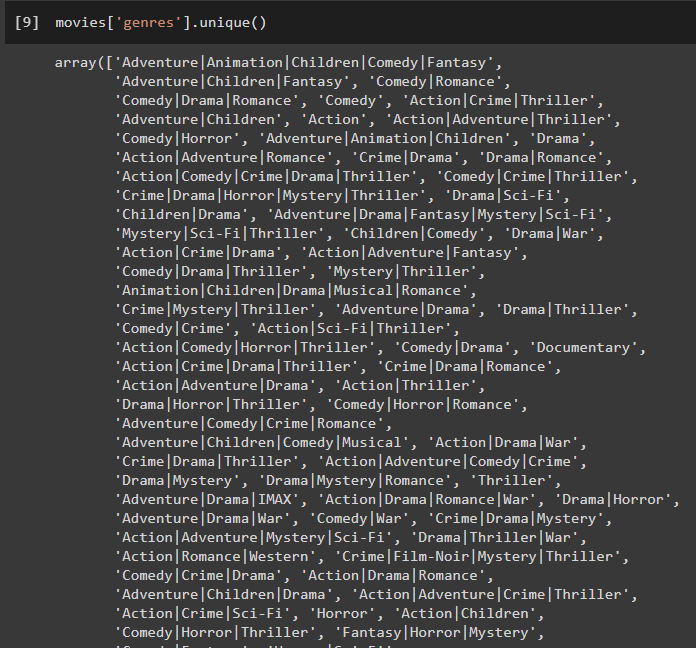 [9] movies['genres'].unique()
array(['Adventure|Animation|Children|Comedy|Fantasy',
'Adventure|Children|Fantasy', 'Comedy|Romance',
'Comedy|Drama|Romance', 'Comedy', 'Action|Crime|Thriller',
'Adventure|Children', 'Action', 'Action|Adventure|Thriller',
'Comedy|Horror', 'Adventure|Animation|Children', 'Drama',
'Action|Adventure|Romance', 'Crime|Drama', 'Drama|Romance',
'Action|Comedy|Crime|Drama|Thriller', 'Comedy|Crime|Thriller',
'Crime|Drama|Horror|Mystery|Thriller', 'Drama|Sci-Fi',
'Children|Drama', 'Adventure|Drama|Fantasy|Mystery|Sci-Fi',
'Mystery|Sci-Fi|Thriller', 'Children|Comedy', 'Drama|War',
'Action|Crime|Drama', 'Action|Adventure|Fantasy',
'Comedy|Drama|Thriller', 'Mystery|Thriller',
'Animation|Children|Drama|Musical|Romance',
'Crime|Mystery|Thriller', 'Adventure|Drama', 'Drama|Thriller',
'Comedy|Crime', 'Action|Sci-Fi|Thriller',
'Action|Comedy|Horror|Thriller', 'Comedy|Drama', 'Documentary',
'Action|Crime|Drama|Thriller', 'Crime|Drama|Romance',
'Action|Adventure|Drama', 'Action|Thriller',
'Drama|Horror|Thriller', 'Comedy|Horror|Romance',
'Adventure|Comedy|Crime|Romance',
'Adventure|Children|Comedy|Musical', 'Action|Drama|War',
'Crime|Drama|Thriller', 'Action|Adventure|Comedy|Crime',
'Drama|Mystery', 'Drama|Mystery|Romance', 'Thriller',
'Adventure|Drama|IMAX', 'Action|Drama|Romance|War', 'Drama|Horror',
'Adventure|Drama|War', 'Comedy|War', 'Crime|Drama|Mystery',
'Action|Adventure|Mystery|Sci-Fi', 'Drama|Thriller|War',
'Action|Romance|Western', 'Crime|Film-Noir|Mystery|Thriller',
'Comedy|Crime|Drama', 'Action|Drama|Romance',
'Adventure|Children|Drama', 'Action|Adventure|Crime|Thriller',
'Action|Crime|Sci-Fi', 'Horror', 'Action|Children',
'Comedy|Horror|Thriller', 'Fantasy|Horror|Mystery',